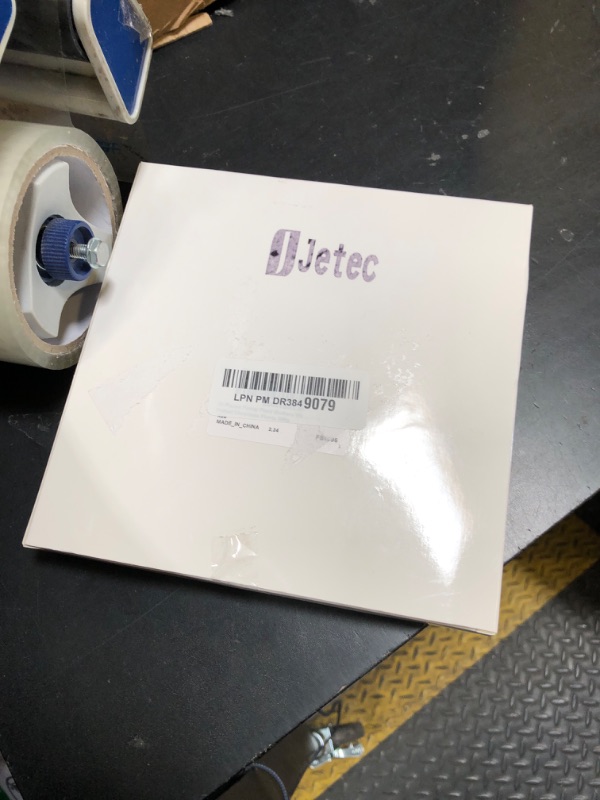 Jetec
LPN PM DR3849079
MADE_IN_CHINA